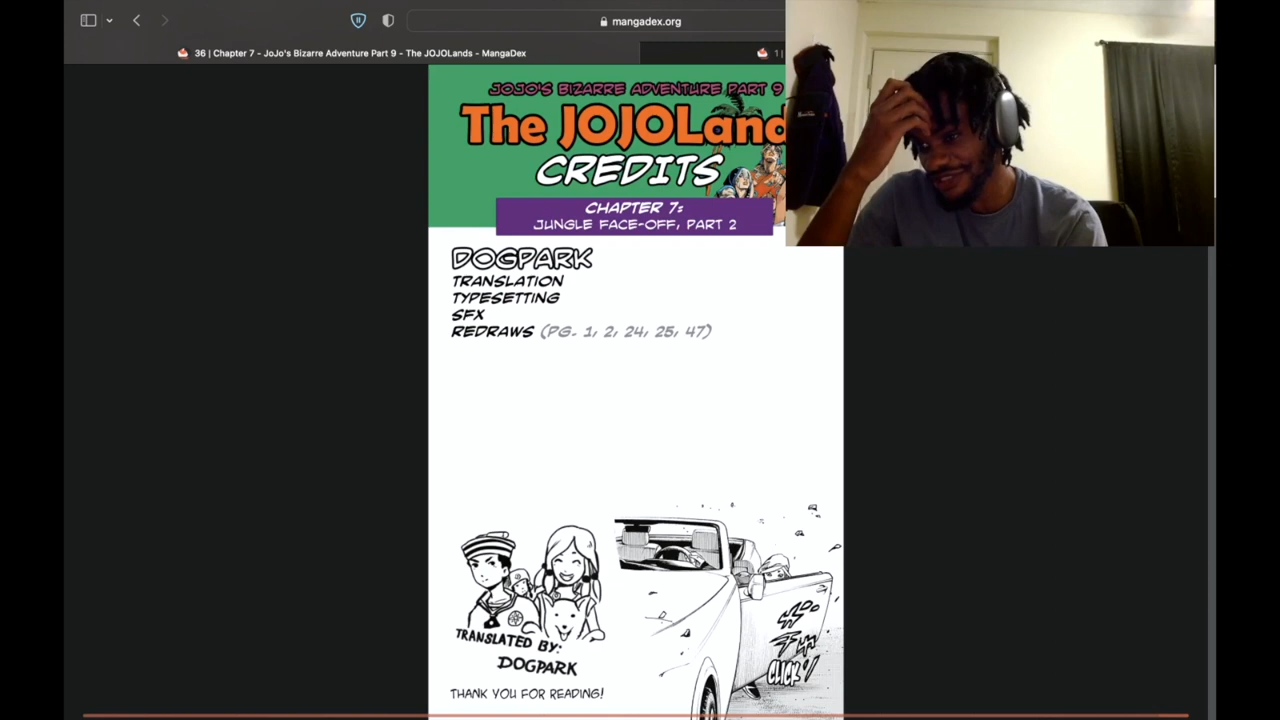 mangadex.org
36 | Chapter 7 - JoJo's Bizarre Adventure Part 9 - The JOJOLands - MangaDex
1 |
JOJO'S BIZARRE ADVENTURE PART 9
The JOJOLand
CREDITS
CHAPTER 7:
JUNGLE FACE-OFF, PART 2
DOGPARK
TRANSLATION
TYPESETTING
SFX
REDRAWS (PG. 1, 2, 24, 25, 47)
TRANSLATED BY:
DOGPARK
CLICK
THANK YOU FOR READING!